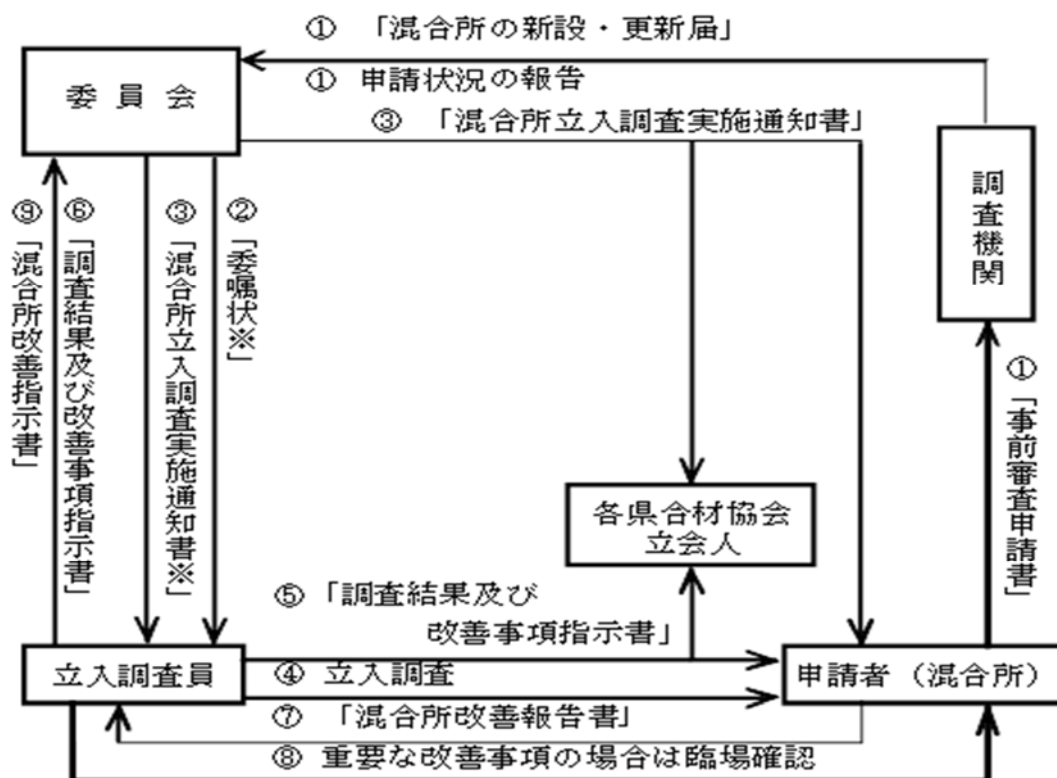 ① 「混合所の新設・更新届」
委 員 会
① 申請状況の報告
③ 「混合所立入調査実施通知書」
調査機関
⑨「混合所改善指示書」
⑥「調査結果及び改善事項指示書」
③「混合所立入調査実施通知書※」
②「委嘱状※」
①「事前審査申請書」
各県合材協会
立会人
⑤ 「調査結果及び
改善事項指示書」
立入調査員
④ 立入調査
申請者 (混合所)
⑦ 「混合所改善報告書」
⑧ 重要な改善事項の場合は臨場確認